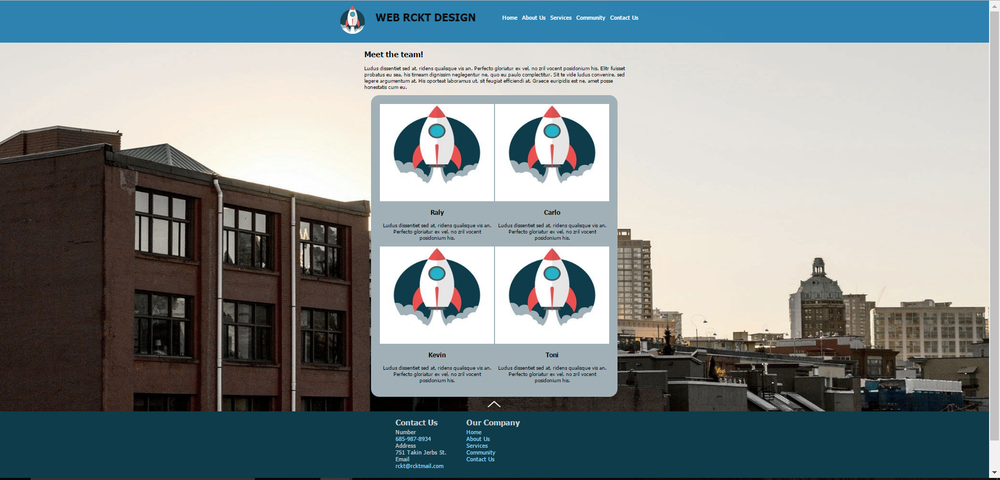 WEB RCKT DESIGN
Home About Us Services Community Contact Us
Meet the team!
Ludus dissentiet sed at, ridens qualisque vis an. Perfecto gloriatur ex vel, no zril vocent posidonium his. Elitr fuisset
probatus eu sea, his timeam dignissim neglegentur ne, quo eu paulo complectitur. Sit te vide ludus convenire, sed
legere argumentum at. His oporteat laboramus ut, sit feugiat efficiendi at. Graece euripidis est ne, amet posse
honestatis cum eu.
Raly
Ludus dissentiet sed at, ridens qualisque vis an.
Perfecto gloriatur ex vel, no zril vocent
posidonium his.
Carlo
Ludus dissentiet sed at, ridens qualisque vis an.
Perfecto gloriatur ex vel, no zril vocent
posidonium his.
Kevin
Ludus dissentiet sed at, ridens qualisque vis an.
Perfecto gloriatur ex vel, no zril vocent
posidonium his.
Toni
Ludus dissentiet sed at, ridens qualisque vis an.
Perfecto gloriatur ex vel, no zril vocent
posidonium his.
Contact Us
Number
685-987-8934
Address
751 Takin Jerbs St.
Email
rckt@rcktmail.com
Our Company
Home
About Us
Services
Community
Contact Us